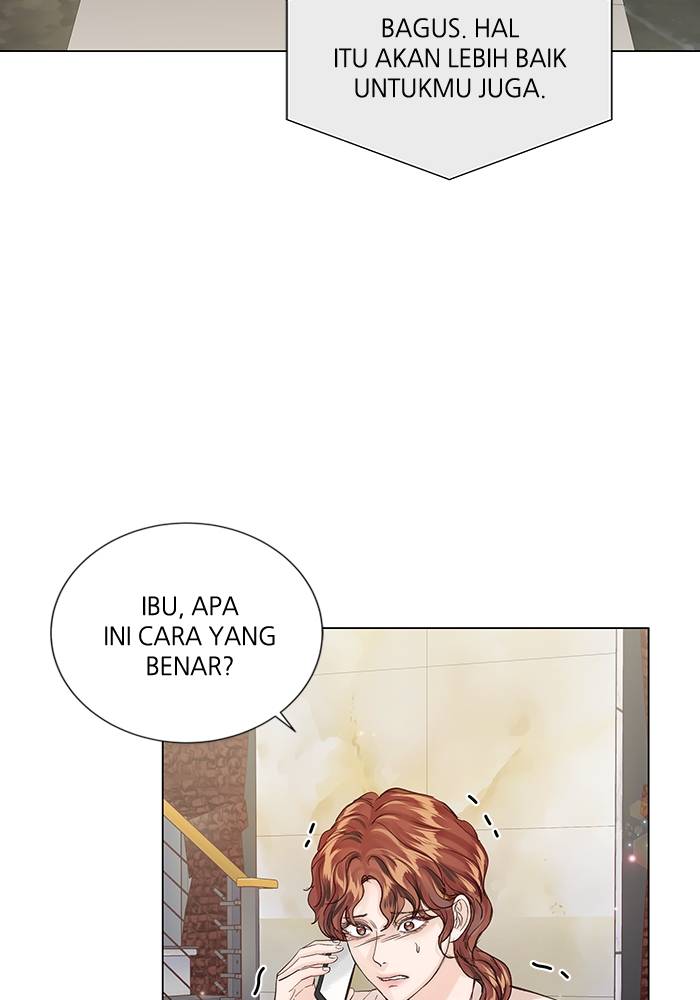 BAGUS. HAL
ITU AKAN LEBIH BAIK
UNTUKMU JUGA.
IBU, APA
INI CARA YANG
BENAR?